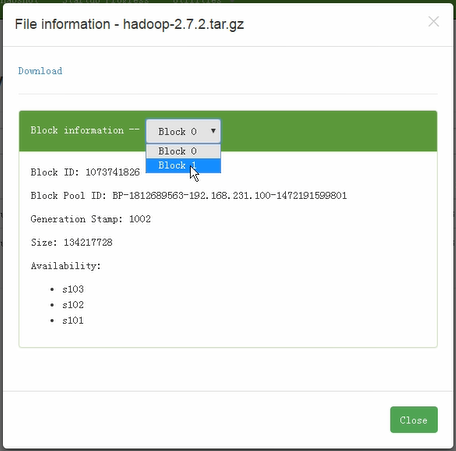 File information - hadoop-2.7.2.tar.gz
×
Download
Block information -- Block 0
Block 0
Block 1
Block ID: 1073741826
Block Pool ID: BP-1812689563-192.168.231.100-1472191599801
Generation Stamp: 1002
Size: 134217728
Availability:
s103
s102
s101
Close